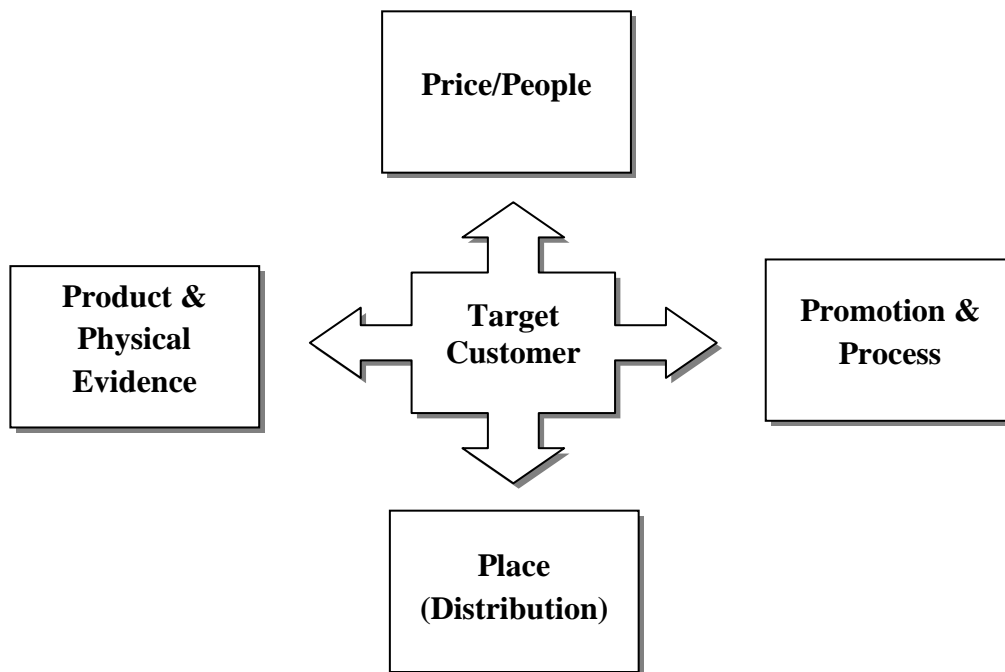 Price/People
Product &
Physical
Evidence
Target
Customer
Promotion &
Process
Place
(Distribution)